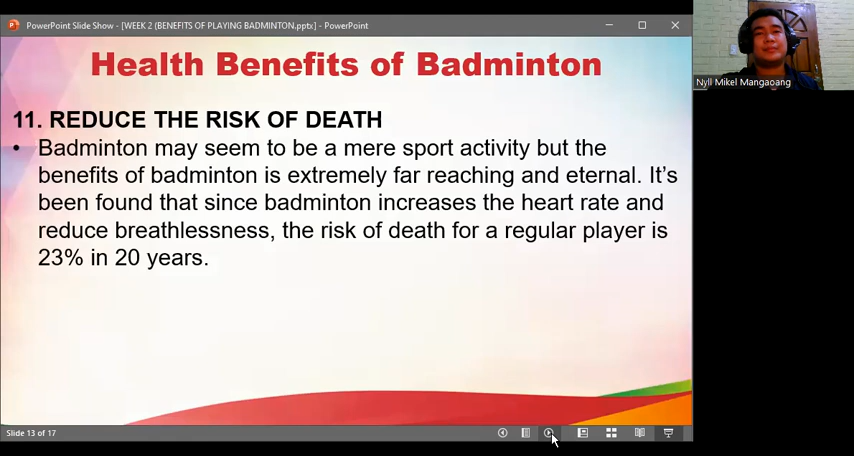 PowerPoint Slide Show - [WEEK 2 (BENEFITS OF PLAYING BADMINTON.pptx] - PowerPoint
Health Benefits of Badminton
11. REDUCE THE RISK OF DEATH
• Badminton may seem to be a mere sport activity but the
benefits of badminton is extremely far reaching and eternal. It's
been found that since badminton increases the heart rate and
reduce breathlessness, the risk of death for a regular player is
23% in 20 years.
Slide 13 of 17
Nyll Mikel Mangaoang